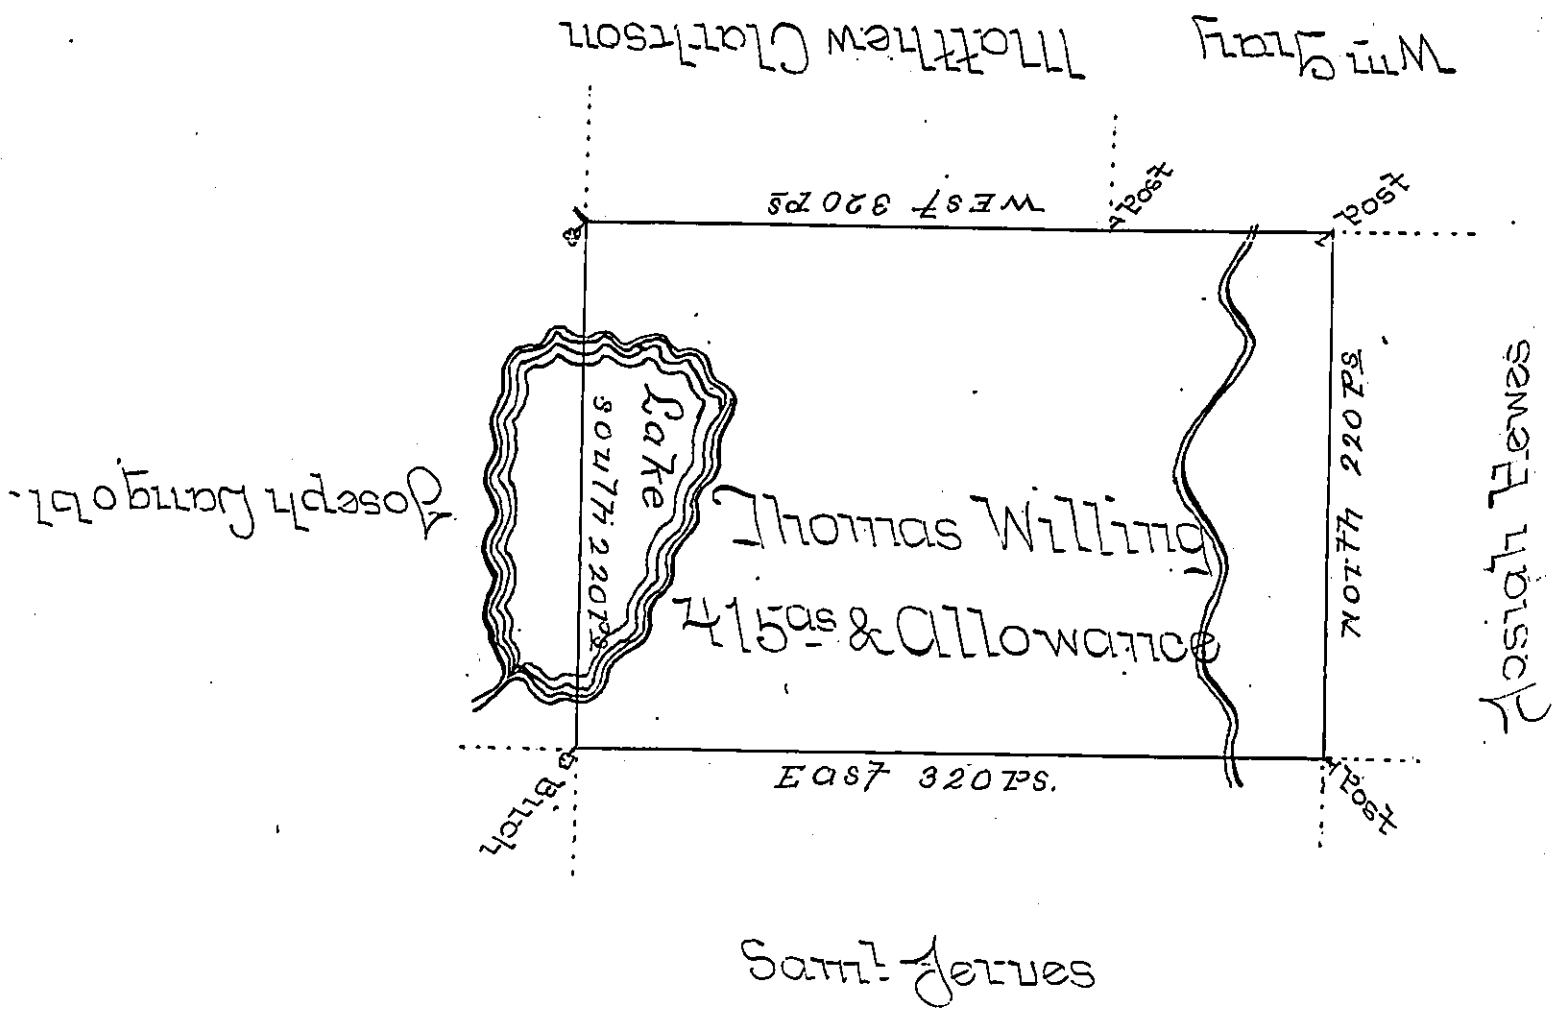 Matthew Clarkson
Wm Gray
WEST 320 Ps
Post
Post
Joseph Langobl.
Lake
SOUTH 220 Ps
Thomas Willing
415as & Allowance
NORTH 220 Ps
Josiah Hewes
Birch
East 320 Ps.
Post
Saml. Jerves